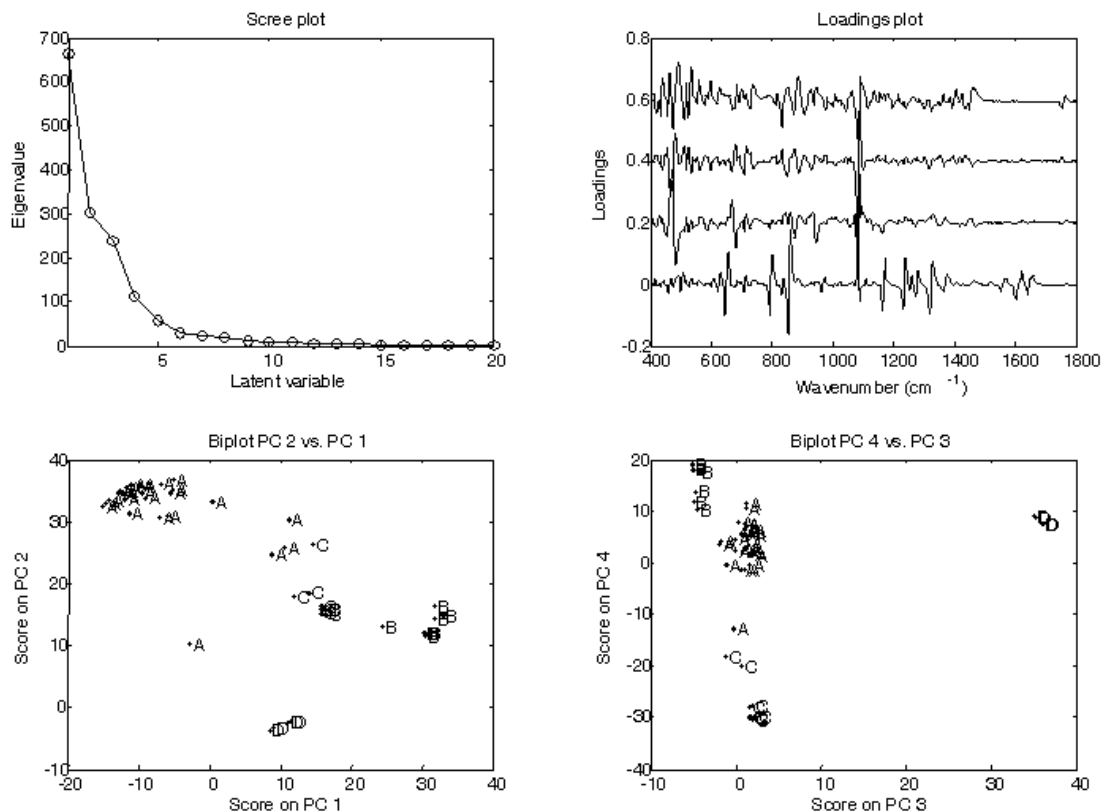 Scree plot
700
600
500
400
300
200
100
0
5
10
15
20
Eigenvalue
Latent variable
Loadings plot
0.8
0.6
0.4
0.2
0
-0.2
400
600
800
1000
1200
1400
1600
1800
Loadings
Wavenumber (cm -1)
Biplot PC 2 vs. PC 1
40
30
20
10
0
-10
-20
-10
0
10
20
30
40
Score on PC 2
Score on PC 1
A
A
A
A
A
A
C
C
C
B
B
B
D
Biplot PC 4 vs. PC 3
20
10
0
-10
-20
-30
-40
-10
0
10
20
30
40
Score on PC 4
Score on PC 3
B
B
B
A
A
A
C
C
C
D
D